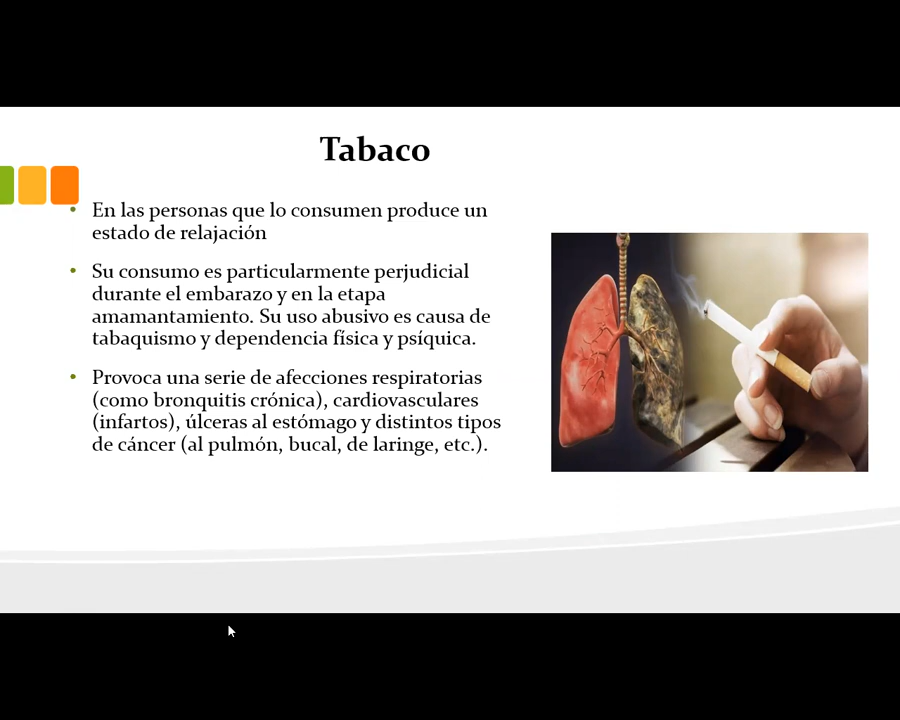 Tabaco
• En las personas que lo consumen produce un
estado de relajación
• Su consumo es particularmente perjudicial
durante el embarazo y en la etapa
amamantamiento. Su uso abusivo es causa de
tabaquismo y dependencia física y psíquica.
• Provoca una serie de afecciones respiratorias
(como bronquitis crónica), cardiovasculares
(infartos), úlceras al estómago y distintos tipos
de cáncer (al pulmón, bucal, de laringe, etc.).